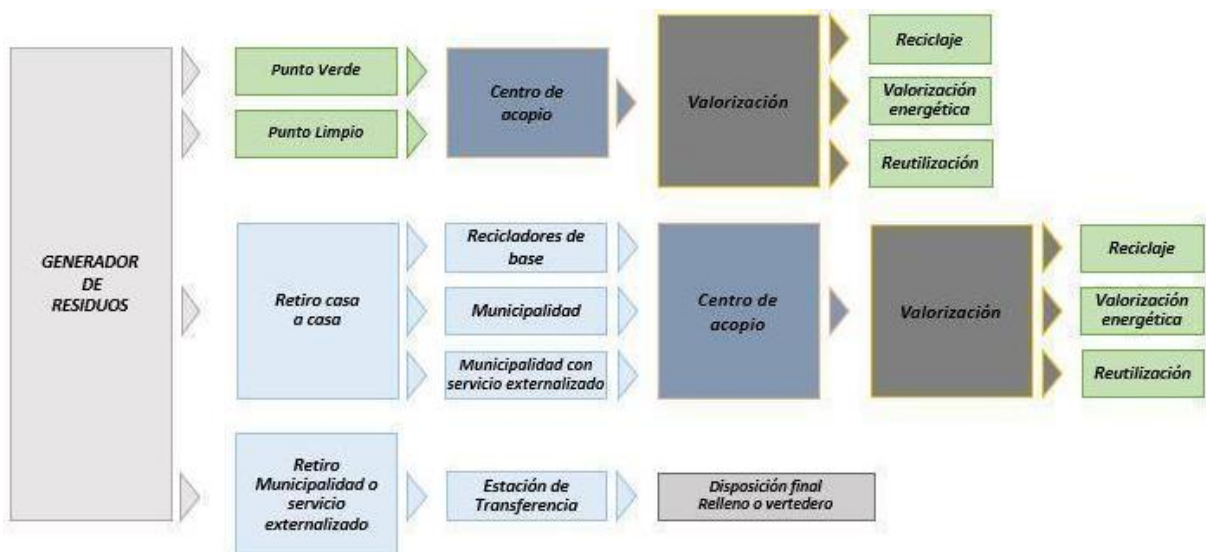 GENERADOR
DE
RESIDUOS
Punto Verde
Punto Limpio
Centro de
acopio
Valorización
Reciclaje
Valorización
energética
Reutilización
Retiro casa
a casa
Recicladores de
base
Municipalidad
Municipalidad con
servicio externalizado
Centro de
acopio
Valorización
Reciclaje
Valorización
energética
Reutilización
Retiro
Municipalidad o
servicio
externalizado
Estación de
Transferencia
Disposición final
Relleno o vertedero